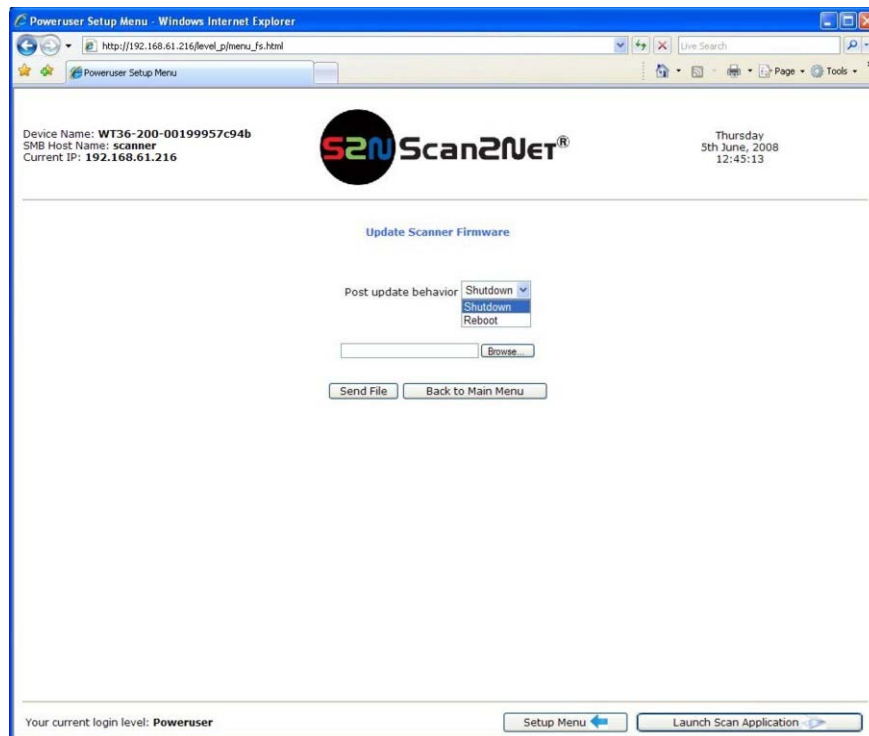 Poweruser Setup Menu - Windows Internet Explorer
http://192.168.61.216/level_p/menu_fs.html
Live Search
Poweruser Setup Menu
Page
Tools
Device Name: WT36-200-00199957c94b
SMB Host Name: scanner
Current IP: 192.168.61.216
S2N Scan2Net®
Thursday
5th June, 2008
12:45:13
Update Scanner Firmware
Post update behavior Shutdown
Shutdown
Reboot
Browse...
Send File Back to Main Menu
Your current login level: Poweruser
Setup Menu
Launch Scan Application